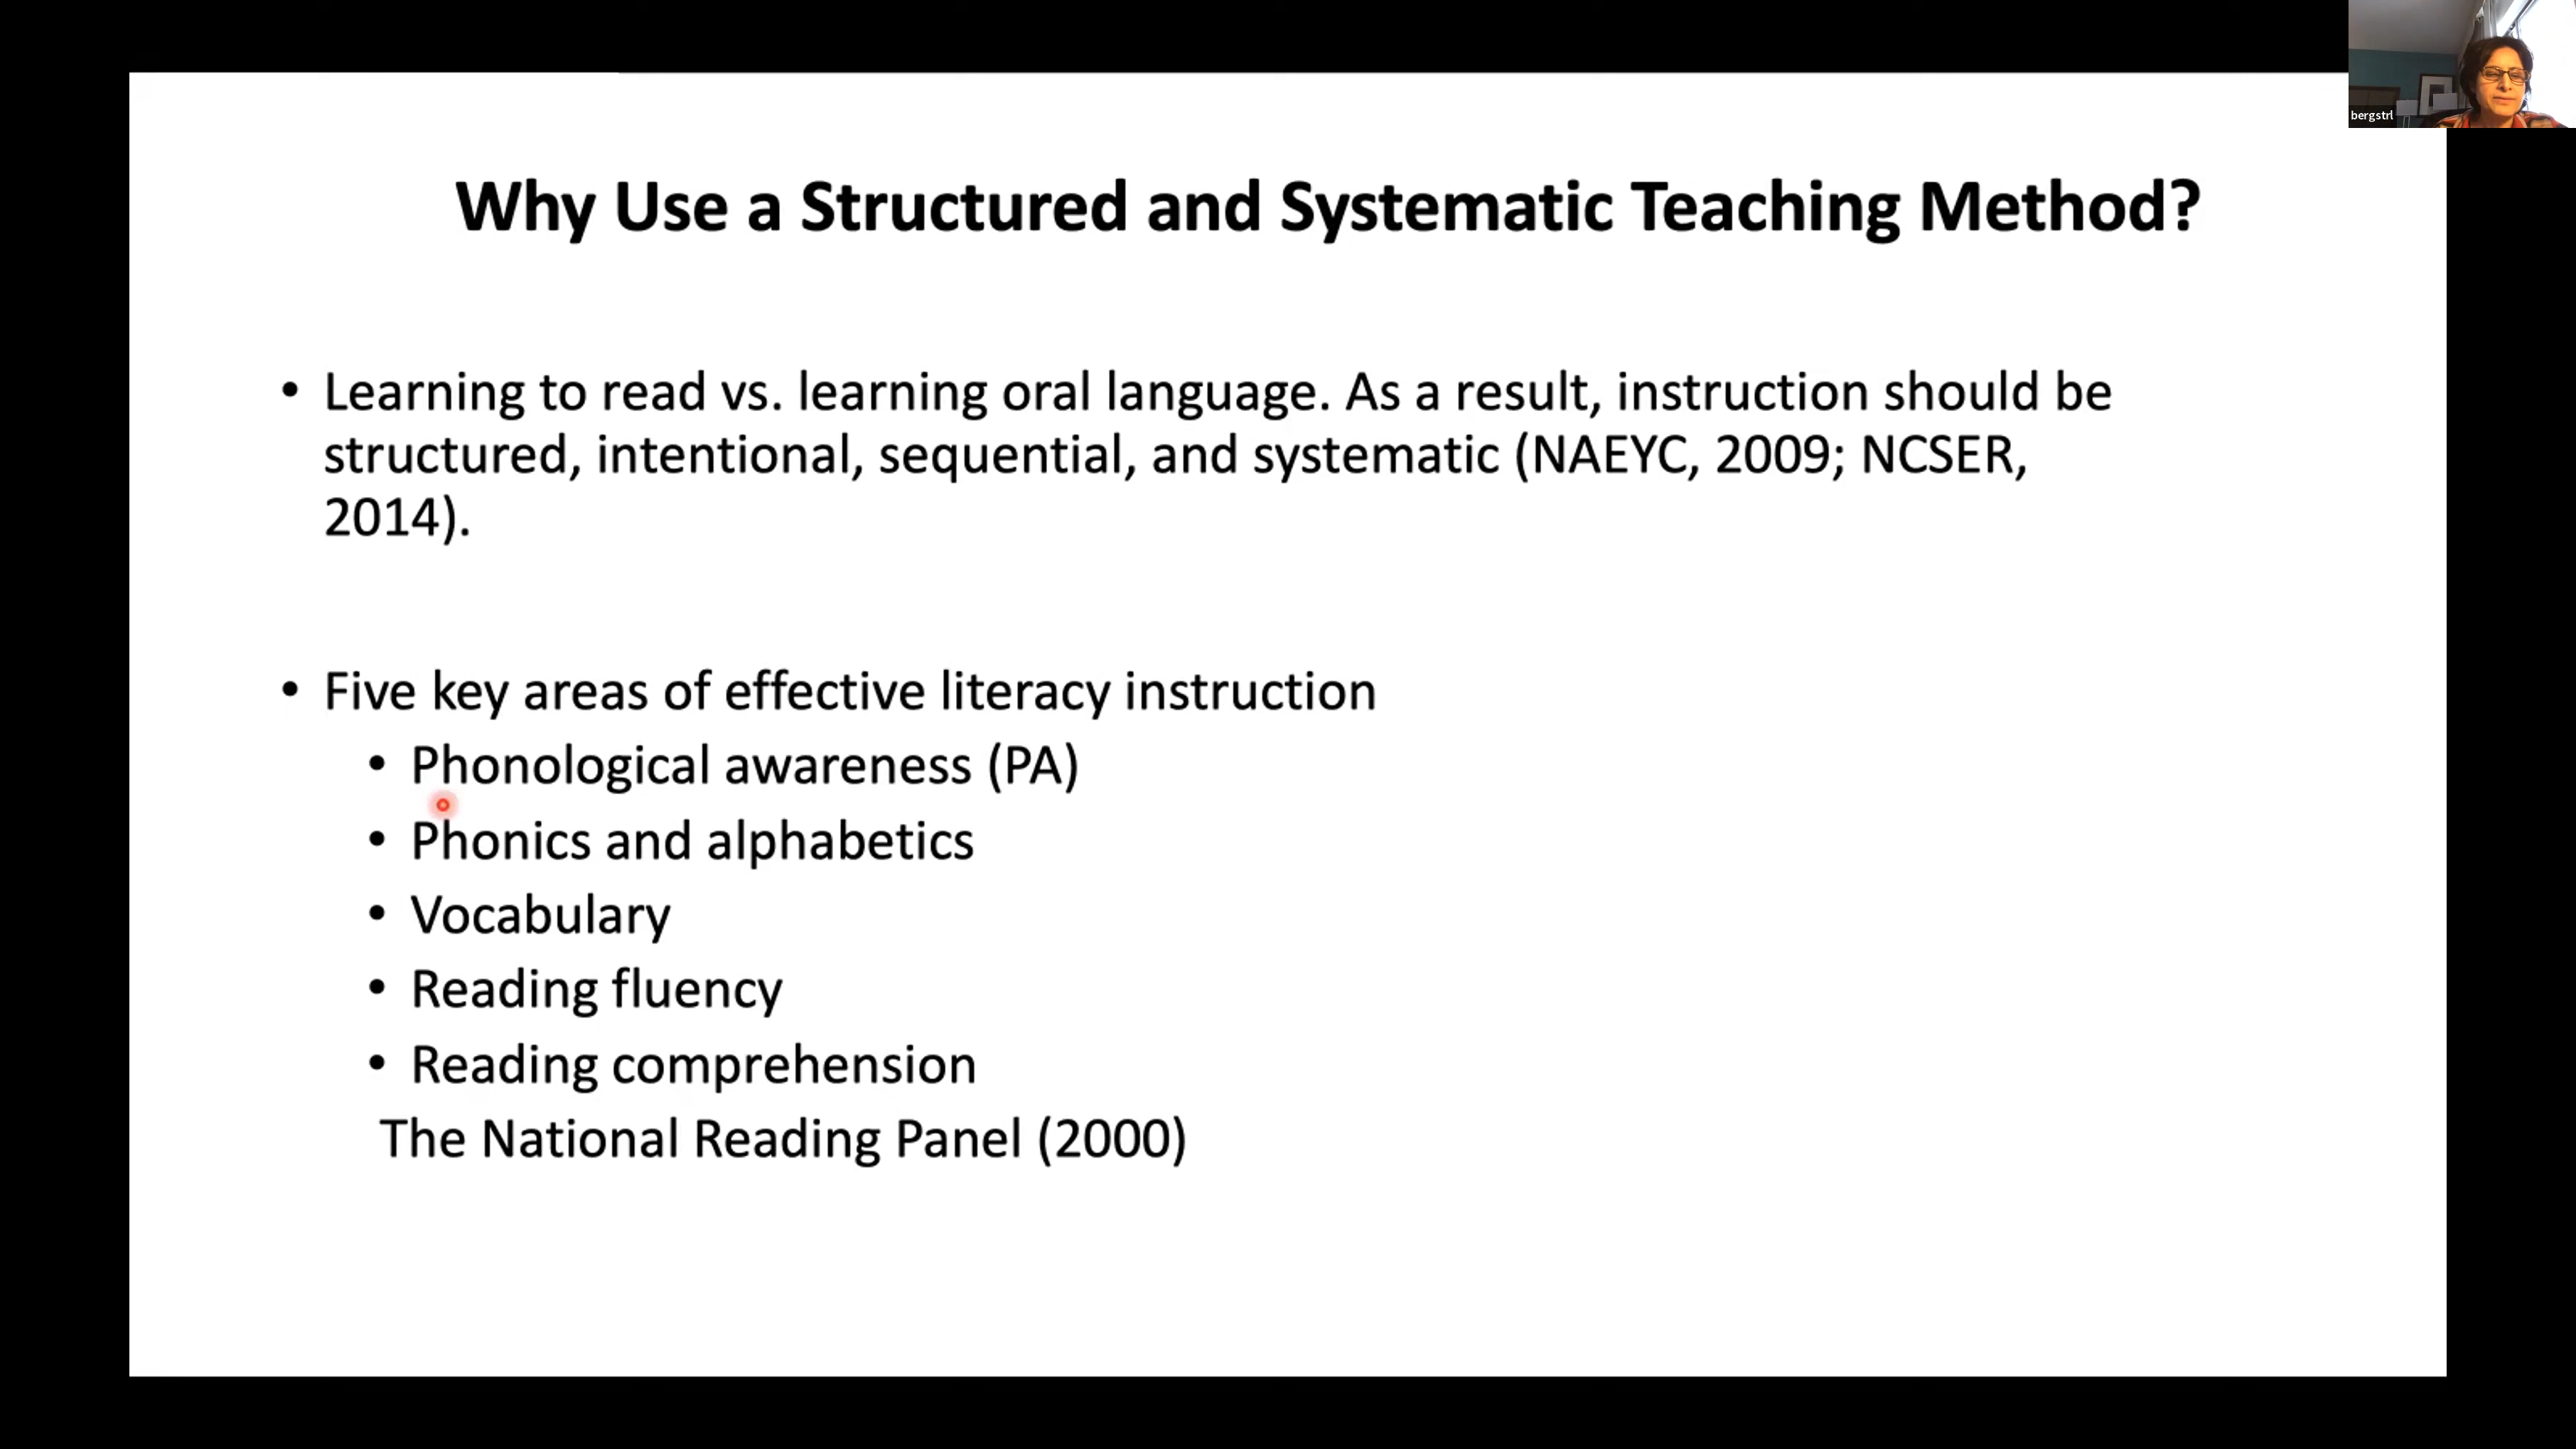 bergstrl
Why Use a Structured and Systematic Teaching Method?
• Learning to read vs. learning oral language. As a result, instruction should be
structured, intentional, sequential, and systematic (NAEYC, 2009; NCSER,
2014).
• Five key areas of effective literacy instruction
• Phonological awareness (PA)
• Phonics and alphabetics
• Vocabulary
• Reading fluency
• Reading comprehension
The National Reading Panel (2000)